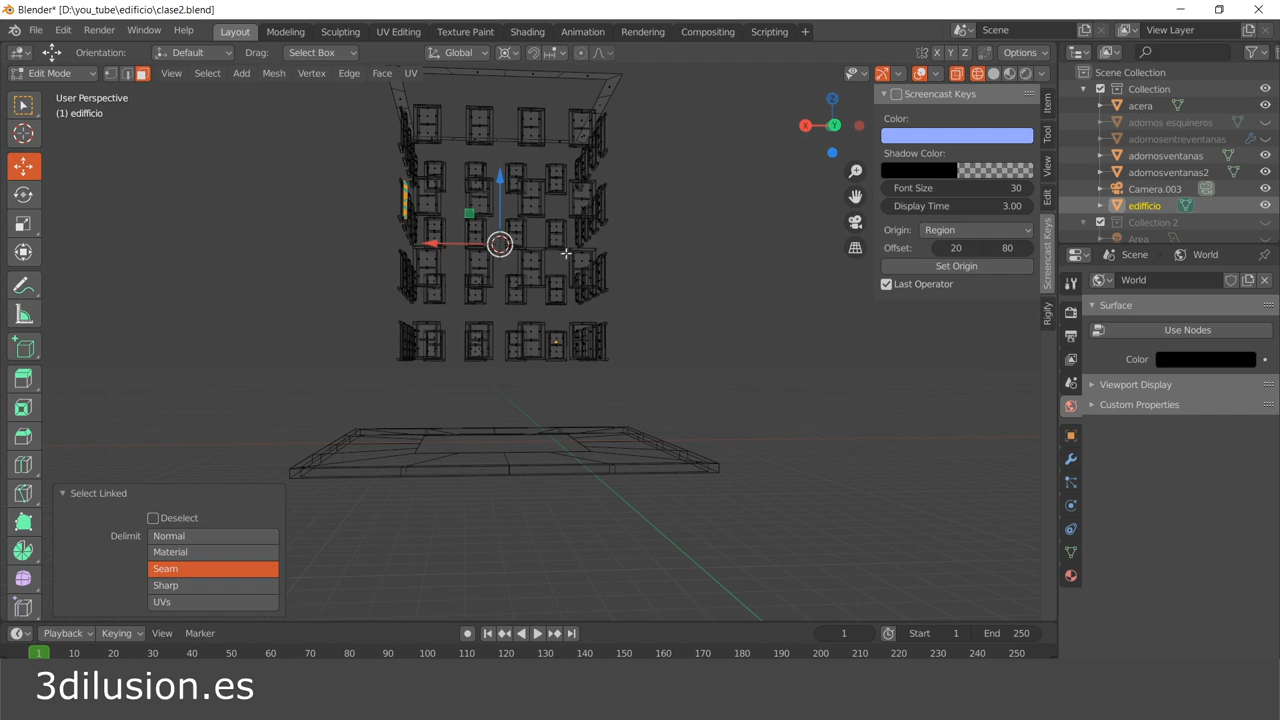 Blender* [D:\you_tube\edificio\clase2.blend]
File Edit Render Window Help Layout Modeling Sculpting UV Editing Texture Paint Shading Animation Rendering Compositing Scripting + Scene View Layer
Orientation: Default Drag: Select Box Global X Y Z Options
Edit Mode View Select Add Mesh Vertex Edge Face UV
User Perspective
(1) edifficio
Screencast Keys
Color:
Shadow Color:
Font Size 30
Display Time 3.00
Origin: Region
Offset: 20 80
Set Origin
Last Operator
Item
Tool
View
Edit
Screencast Keys
Rigify
X Y Z
Scene Collection
Collection
acera
adornos esquineros
adornosentreventanas
adornosventanas
adornosventanas2
Camera.003
edifficio
Collection 2
Area
Scene World
World
Surface
Use Nodes
Color
Viewport Display
Custom Properties
Select Linked
Deselect
Delimit Normal
Material
Seam
Sharp
UVs
Playback Keying View Marker 1 Start 1 End 250
1 10 20 30 40 50 60 70 80 90 100 110 120 130 140 150 160 170 180 190 200 210 220 230 240 250
3dilusion.es